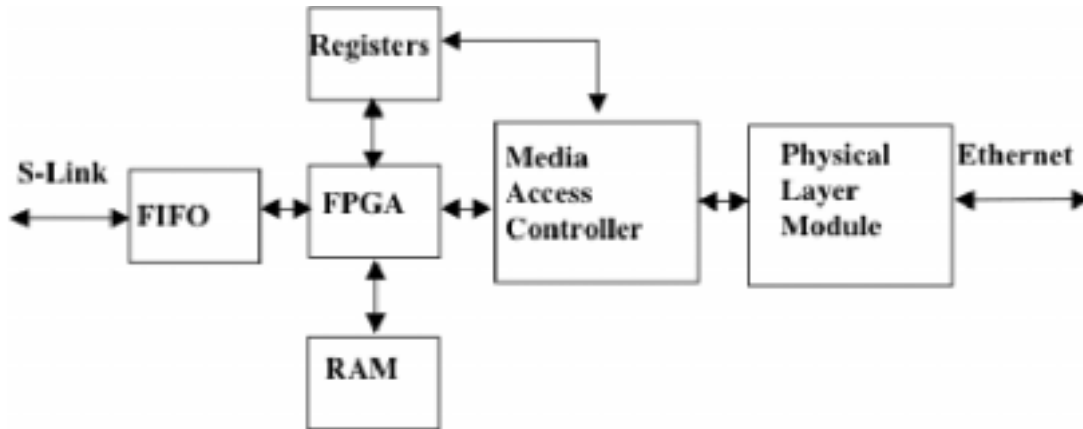 Registers
S-Link
FIFO
FPGA
Media
Access
Controller
Physical
Layer
Module
Ethernet
RAM